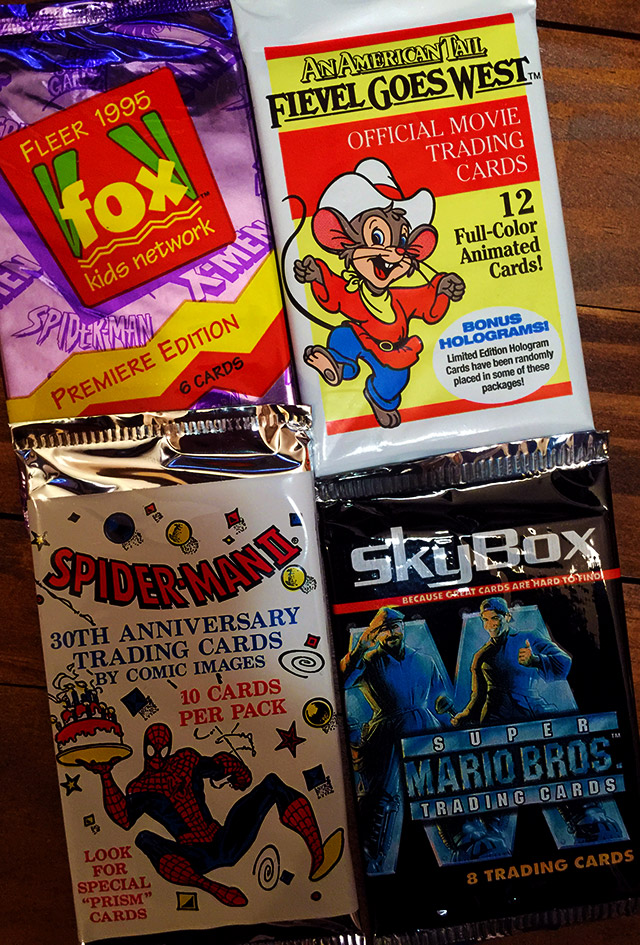 FLEER 1995
fox
kids network
X-MEN
SPIDER-MAN
PREMIERE EDITION
6 CARDS
AN AMERICAN TAIL
FIEVEL GOES WEST™
OFFICIAL MOVIE
TRADING
CARDS
12
Full-Color
Animated
Cards!
BONUS
HOLOGRAMS!
Limited Edition Hologram
Cards have been randomly
placed in some of these
packages!
SPIDER-MAN II
30TH ANNIVERSARY
TRADING CARDS
BY COMIC IMAGES
10 CARDS
PER PACK
LOOK
FOR
SPECIAL
"PRISM"
CARDS
SKYBOX
BECAUSE GREAT CARDS ARE HARD TO FIND
SUPER
MARIO BROS.™
TRADING CARDS
8 TRADING CARDS